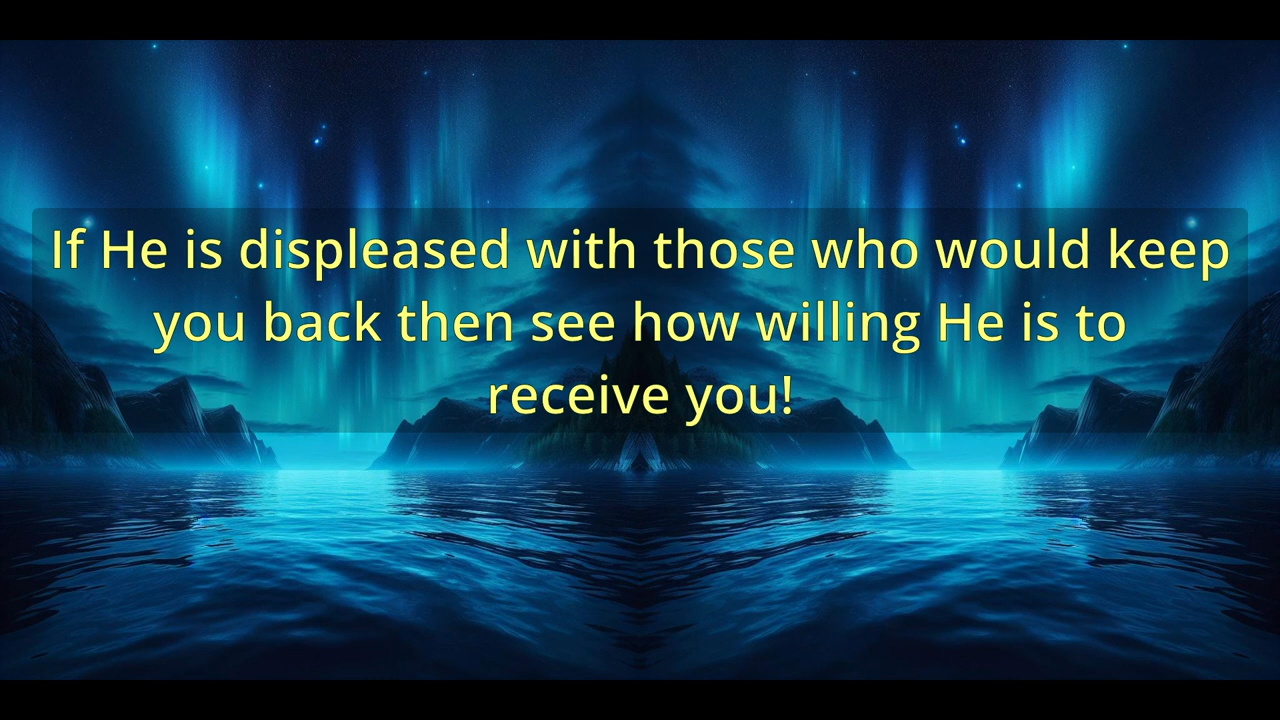 If He is displeased with those who would keep
you back then see how willing He is to
receive you!